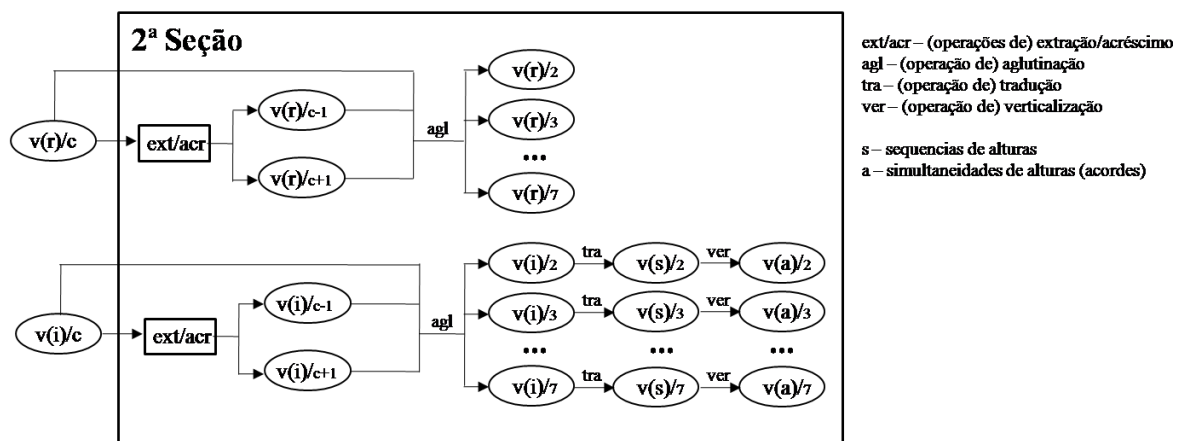 2ª Seção
v(r)/c
ext/acr
v(r)/c-1
v(r)/c+1
agl
v(r)/2
v(r)/3
...
v(r)/7
v(i)/c
ext/acr
v(i)/c-1
v(i)/c+1
agl
v(i)/2 tra v(s)/2 ver v(a)/2
v(i)/3 tra v(s)/3 ver v(a)/3
... ... ...
v(i)/7 tra v(s)/7 ver v(a)/7
ext/acr – (operações de) extração/acréscimo
agl – (operação de) aglutinação
tra – (operação de) tradução
ver – (operação de) verticalização
s – sequencias de alturas
a – simultaneidades de alturas (acordes)